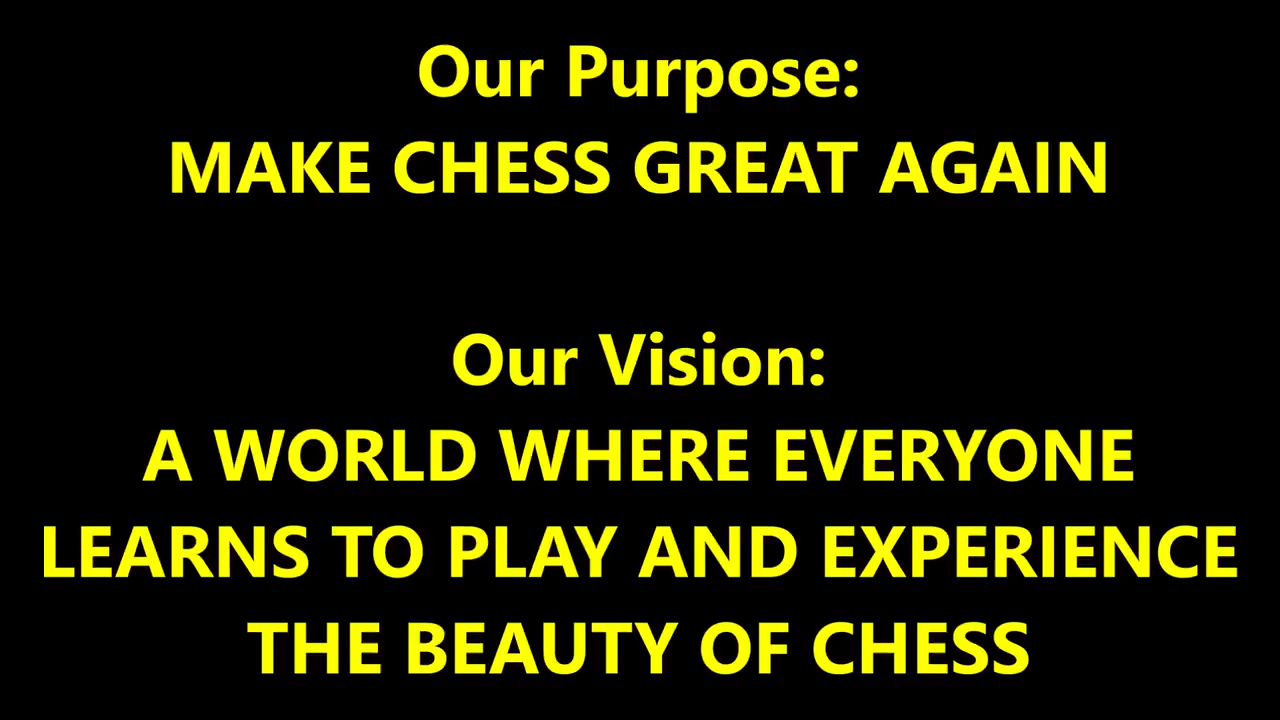 Our Purpose:
MAKE CHESS GREAT AGAIN
Our Vision:
A WORLD WHERE EVERYONE
LEARNS TO PLAY AND EXPERIENCE
THE BEAUTY OF CHESS